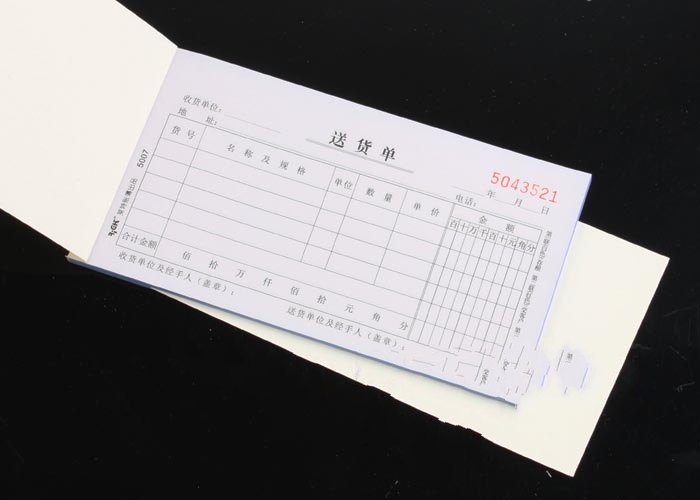 送货单
5043521
收货单位：
地 址：
电话： 年 月 日
货号 名称及规格 单位 数量 单价 金额
百十万千百十元角分
合计金额 佰 拾 万 仟 佰 拾 元 角 分
收货单位及经手人（盖章）：
送货单位及经手人（盖章）：
5007